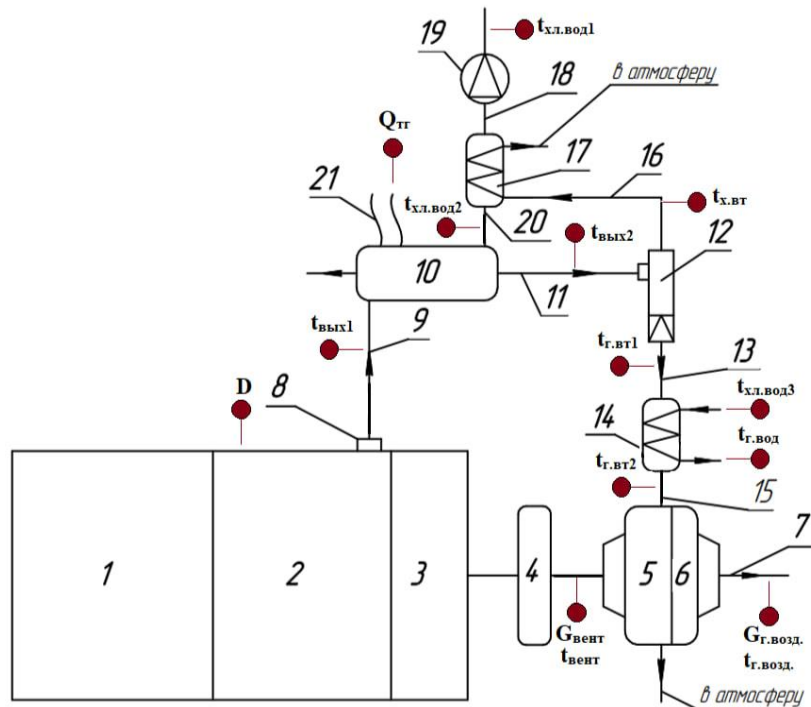 tхл.вод1
19
18
в атмосферу
Qтг
17
16
21
tхл.вод2
20
tх.вт
tвых2
12
10
11
tвых1
9
tг.вт1
13
D
8
tхл.вод3
14
tг.вод
tг.вт2
15
7
1
2
3
4
5
6
Gвент
tвент
Gг.возд.
tг.возд.
в атмосферу